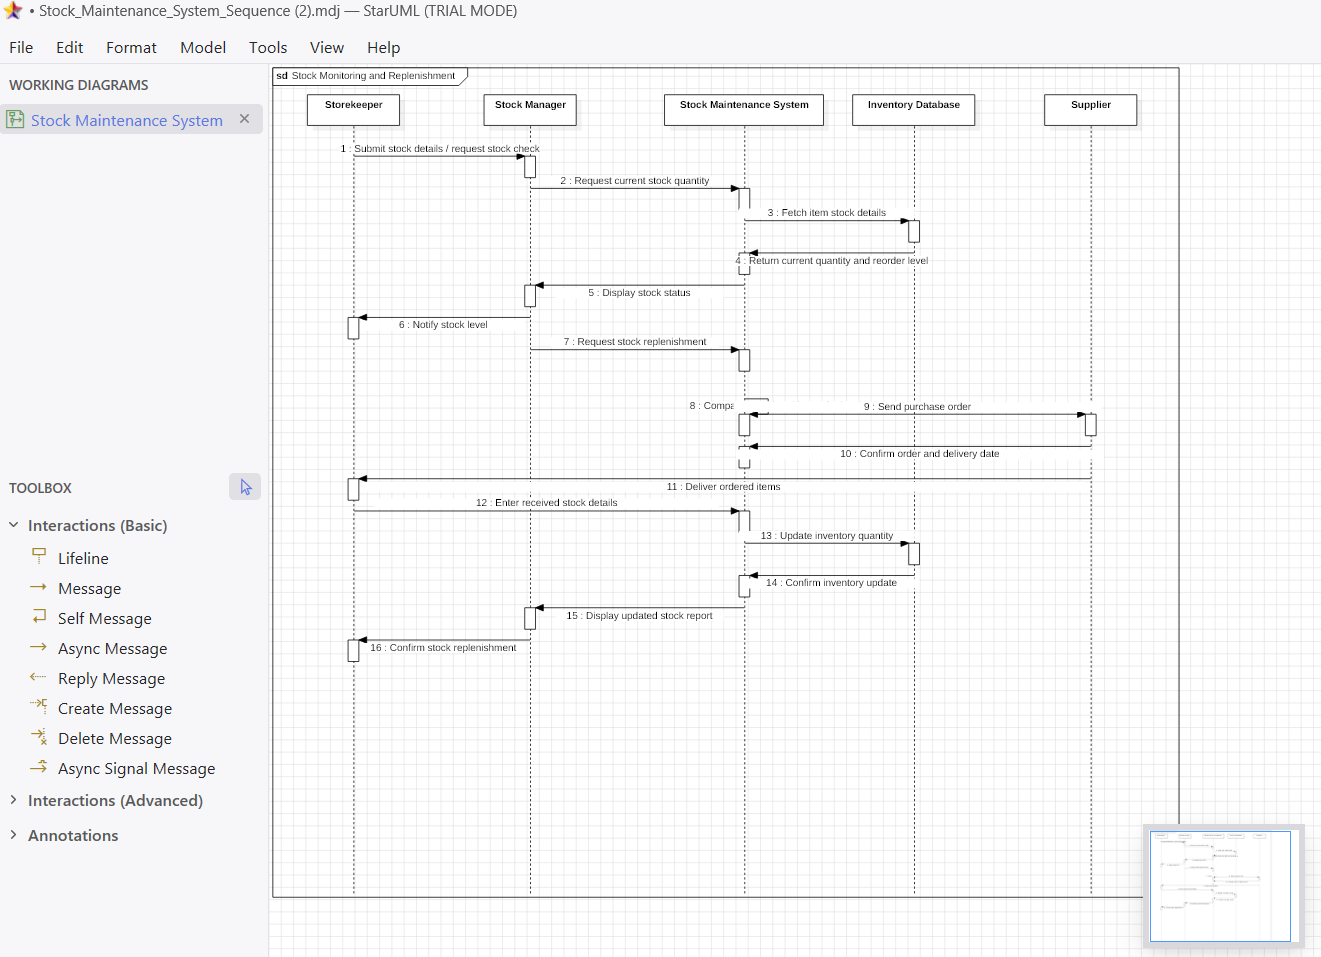 • Stock_Maintenance_System_Sequence (2).mdj — StarUML (TRIAL MODE)
File Edit Format Model Tools View Help
WORKING DIAGRAMS
Stock Maintenance System ×
sd Stock Monitoring and Replenishment
Storekeeper Stock Manager Stock Maintenance System Inventory Database Supplier
1 : Submit stock details / request stock check
2 : Request current stock quantity
3 : Fetch item stock details
4 : Return current quantity and reorder level
5 : Display stock status
6 : Notify stock level
7 : Request stock replenishment
8 : Compa
9 : Send purchase order
10 : Confirm order and delivery date
11 : Deliver ordered items
12 : Enter received stock details
13 : Update inventory quantity
14 : Confirm inventory update
15 : Display updated stock report
16 : Confirm stock replenishment
TOOLBOX
Interactions (Basic)
Lifeline
Message
Self Message
Async Message
Reply Message
Create Message
Delete Message
Async Signal Message
Interactions (Advanced)
Annotations